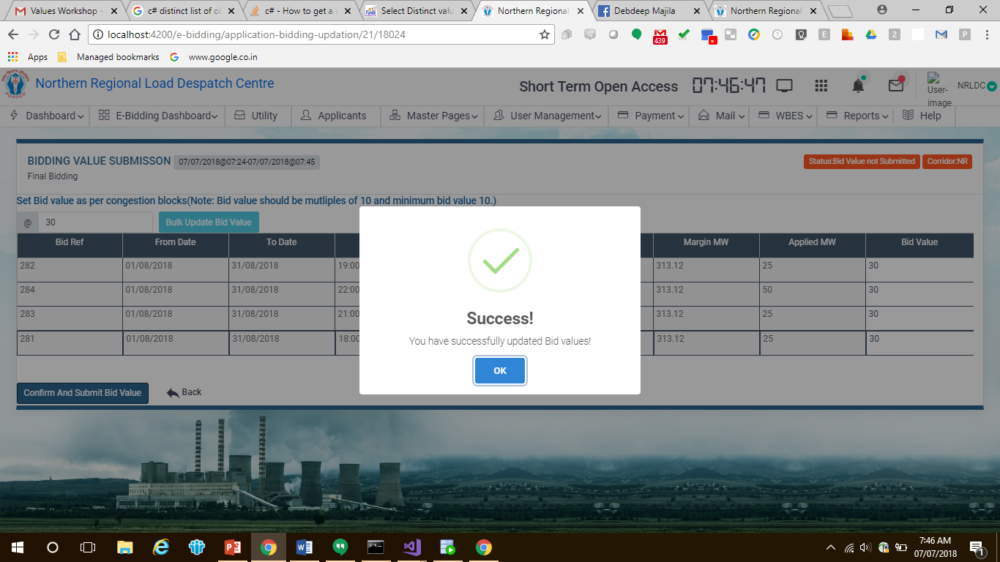 Values Workshop -
c# distinct list of ob
c# - How to get a d
Select Distinct valu
Northern Regional
Debdeep Majila
Northern Regional
localhost:4200/e-bidding/application-bidding-updation/21/18024
439
E
2
P
Apps
Managed bookmarks
www.google.co.in
Northern Regional Load Despatch Centre
Short Term Open Access
07:46:47
User-image
NRLDC
POSOCO
Dashboard
E-Bidding Dashboard
Utility
Applicants
Master Pages
User Management
Payment
Mail
WBES
Reports
Help
BIDDING VALUE SUBMISSON 07/07/2018@07:24-07/07/2018@07:45
Status:Bid Value not Submitted
Corridor:NR
Final Bidding
Set Bid value as per congestion blocks(Note: Bid value should be mutliples of 10 and minimum bid value 10.)
@ 30 Bulk Update Bid Value
Bid Ref From Date To Date Margin MW Applied MW Bid Value
282 01/08/2018 31/08/2018 19:00 313.12 25 30
284 01/08/2018 31/08/2018 22:00 313.12 50 30
283 01/08/2018 31/08/2018 21:00 313.12 25 30
281 01/08/2018 31/08/2018 18:00 313.12 25 30
Success!
You have successfully updated Bid values!
OK
Confirm And Submit Bid Value
Back
7:46 AM
07/07/2018
1